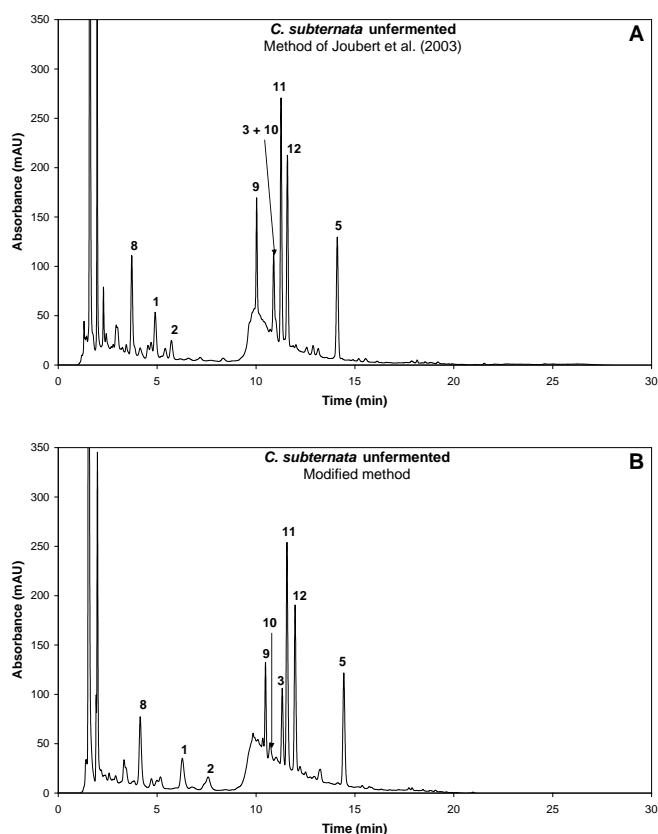 C. subternata unfermented
Method of Joubert et al. (2003)
A
350
300
250
200
150
100
50
0
Absorbance (mAU)
11
3 + 10
12
9
5
8
1
2
0 5 10 15 20 25 30
Time (min)
C. subternata unfermented
Modified method
B
350
300
250
200
150
100
50
0
Absorbance (mAU)
11
12
10
9
3
5
8
1
2
0 5 10 15 20 25 30
Time (min)